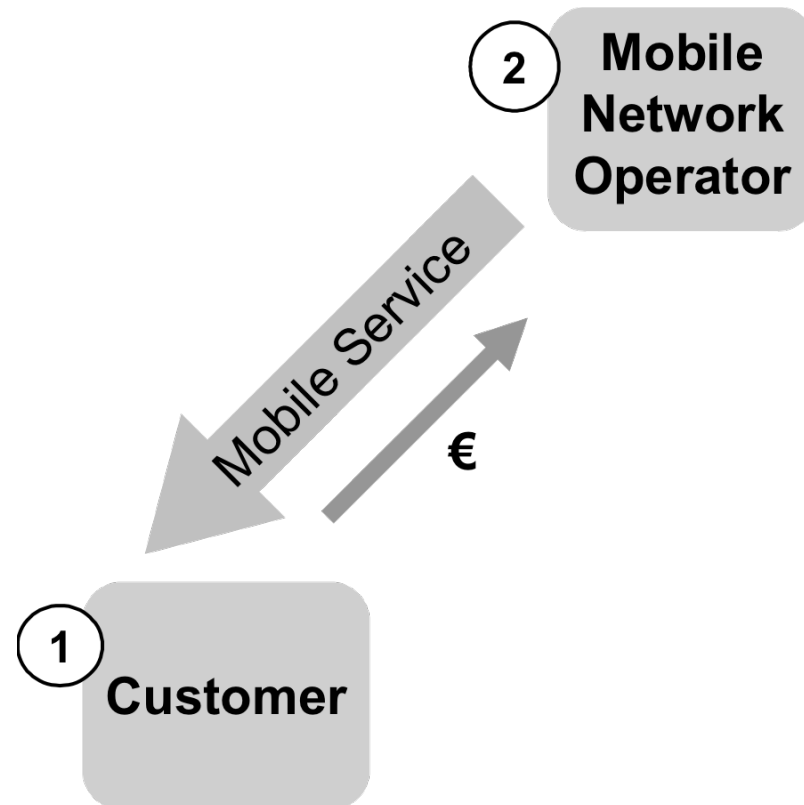 2
Mobile
Network
Operator
Mobile Service
€
1
Customer